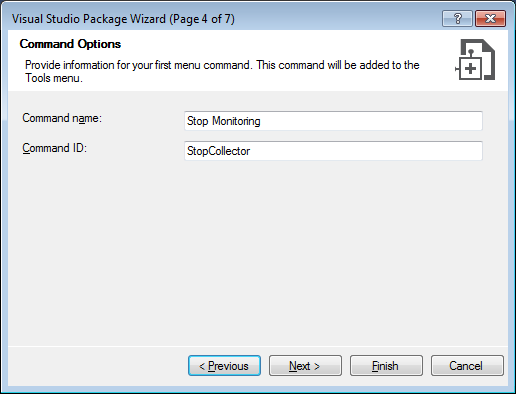 Visual Studio Package Wizard (Page 4 of 7)
?
Command Options
Provide information for your first menu command. This command will be added to the
Tools menu.
Command name: Stop Monitoring
Command ID: StopCollector
< Previous Next > Finish Cancel